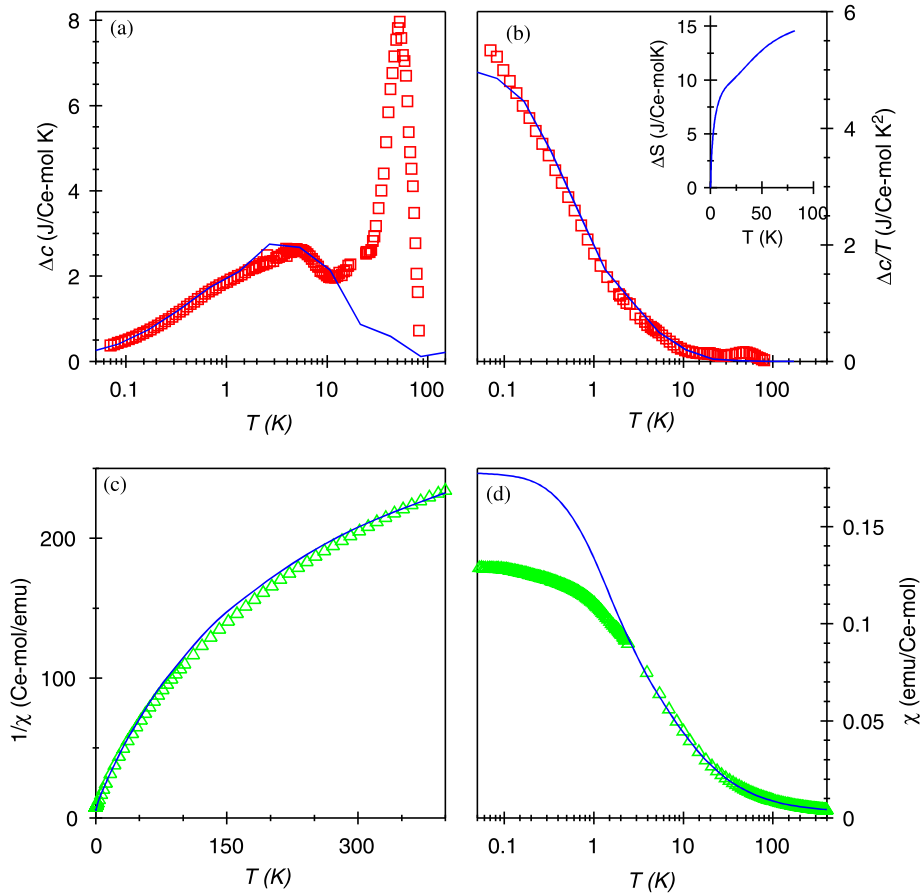 (a)
8
6
4
2
0
Δc (J/Ce-mol K)
0.1 1 10 100
T (K)
(b)
6
4
2
0
Δc/T (J/Ce-mol K²)
0.1 1 10 100
T (K)
15
10
5
0
ΔS (J/Ce-molK)
0 50 100
T (K)
(c)
200
100
0
1/χ (Ce-mol/emu)
0 150 300
T (K)
(d)
0.15
0.1
0.05
0
χ (emu/Ce-mol)
0.1 1 10 100
T (K)